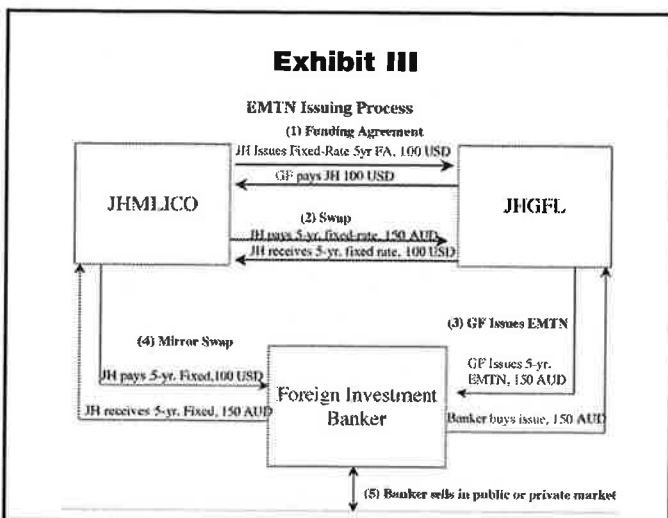 Exhibit III
EMTN Issuing Process
(1) Funding Agreement
JH Issues Fixed-Rate 5yr FA, 100 USD
GF pays JH 100 USD
JHMLICO
JHGFL
(2) Swap
JH pays 5-yr. fixed-rate, 150 AUD
JH receives 5-yr. fixed rate, 100 USD
(3) GF Issues EMTN
(4) Mirror Swap
GF Issues 5-yr.
EMTN, 150 AUD
JH pays 5-yr. Fixed, 100 USD
Foreign Investment
Banker
JH receives 5-yr. Fixed, 150 AUD
Banker buys issue, 150 AUD
(5) Banker sells in public or private market